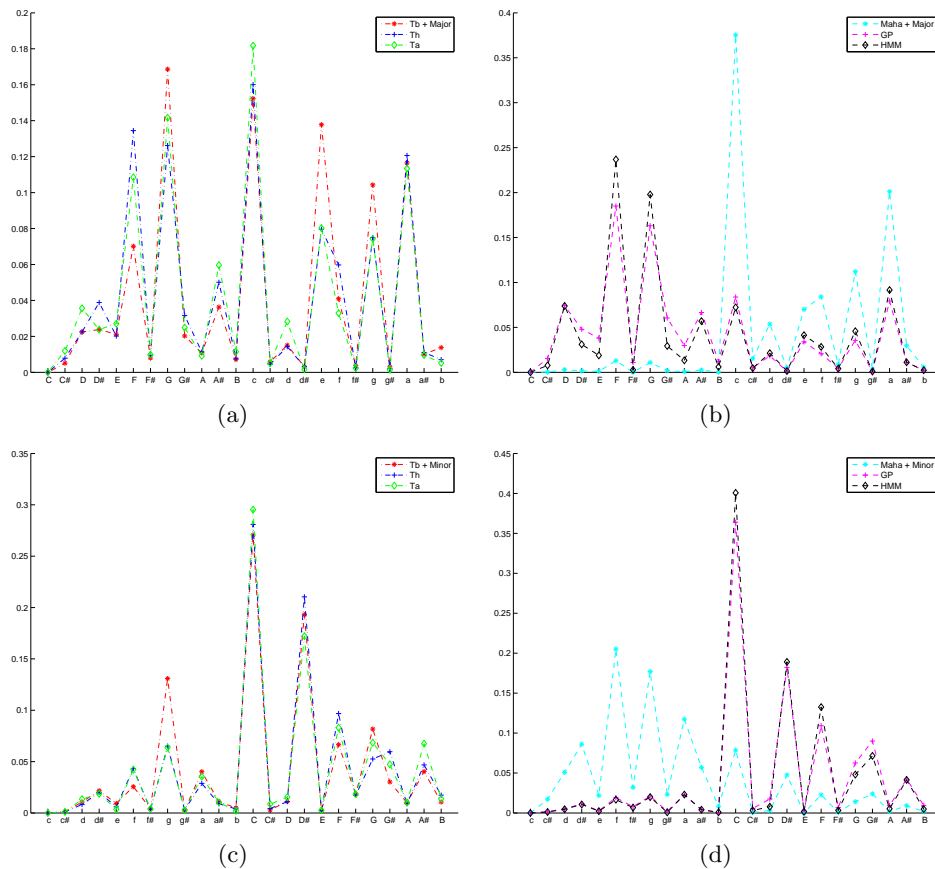 0.2
0.18
0.16
0.14
0.12
0.1
0.08
0.06
0.04
0.02
0
C C# D D# E F F# G G# A A# B c c# d d# e f f# g g# a a# b
Tb + Major
Th
Ta
(a)
0.4
0.35
0.3
0.25
0.2
0.15
0.1
0.05
0
C C# D D# E F F# G G# A A# B c c# d d# e f f# g g# a a# b
Maha + Major
GP
HMM
(b)
0.35
0.3
0.25
0.2
0.15
0.1
0.05
0
c c# d d# e f f# g g# a a# b C C# D D# E F F# G G# A A# B
Tb + Minor
Th
Ta
(c)
0.45
0.4
0.35
0.3
0.25
0.2
0.15
0.1
0.05
0
c c# d d# e f f# g g# a a# b C C# D D# E F F# G G# A A# B
Maha + Minor
GP
HMM
(d)